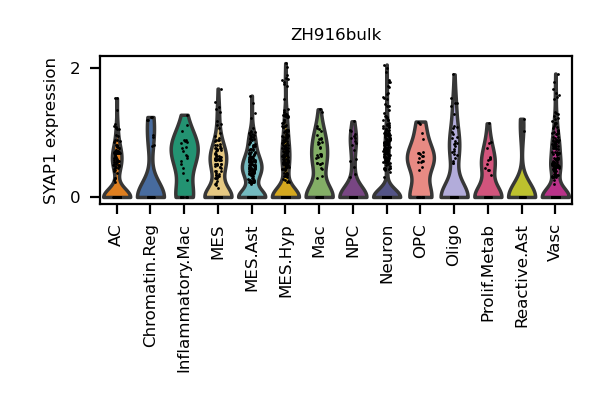 ZH916bulk
SYAP1 expression
2
0
AC
Chromatin.Reg
Inflammatory.Mac
MES
MES.Ast
MES.Hyp
Mac
NPC
Neuron
OPC
Oligo
Prolif.Metab
Reactive.Ast
Vasc